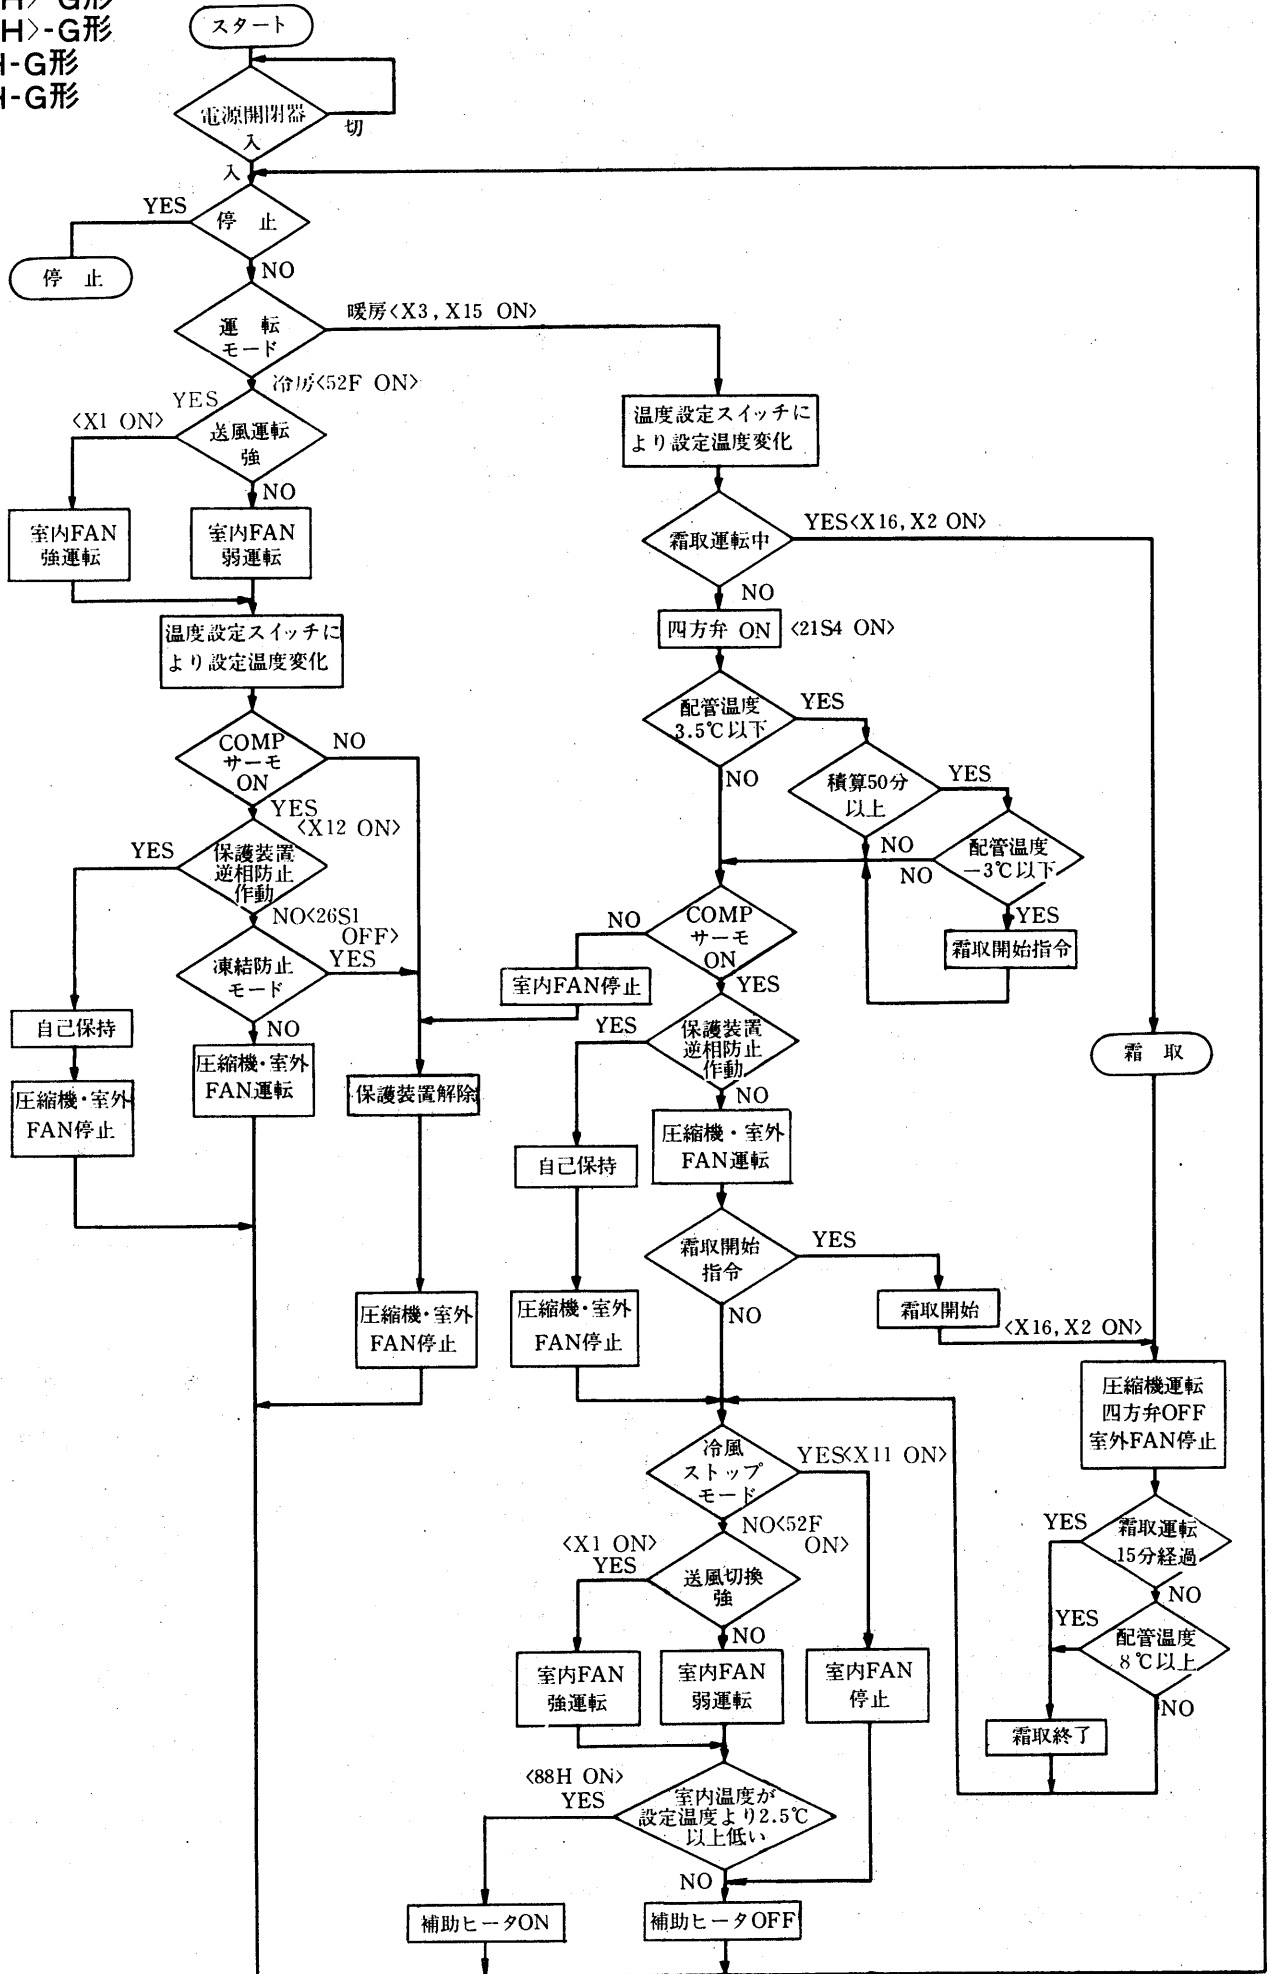 H〉-G形
H〉-G形
H-G形
H-G形
スタート
電源開閉器
入
切
入
停 止
YES
停 止
NO
運 転
モード
暖房<X3, X15 ON>
冷房<52F ON>
YES
<X1 ON>
送風運転
強
NO
室内FAN
強運転
室内FAN
弱運転
温度設定スイッチに
より設定温度変化
COMP
サーモ
ON
NO
YES
<X12 ON>
YES
保護装置
逆相防止
作動
NO<26S1
OFF>
凍結防止
モード
YES
NO
自己保持
圧縮機・室外
FAN停止
圧縮機・室外
FAN運転
保護装置解除
圧縮機・室外
FAN停止
温度設定スイッチに
より設定温度変化
霜取運転中
YES<X16, X2 ON>
NO
四方弁 ON
<21S4 ON>
配管温度
3.5℃以下
YES
NO
積算50分
以上
YES
NO
配管温度
−3℃以下
NO
YES
霜取開始指令
COMP
サーモ
ON
NO
YES
室内FAN停止
保護装置
逆相防止
作動
YES
NO
自己保持
圧縮機・室外
FAN停止
圧縮機・室外
FAN運転
霜取開始
指令
YES
NO
霜取開始
<X16, X2 ON>
霜 取
圧縮機運転
四方弁OFF
室外FAN停止
霜取運転
15分経過
YES
NO
配管温度
8℃以上
YES
NO
霜取終了
冷風
ストップ
モード
YES<X11 ON>
NO<52F
ON>
<X1 ON>
YES
送風切換
強
NO
室内FAN
強運転
室内FAN
弱運転
室内FAN
停止
<88H ON>
YES
室内温度が
設定温度より2.5℃
以上低い
NO
補助ヒータON
補助ヒータOFF